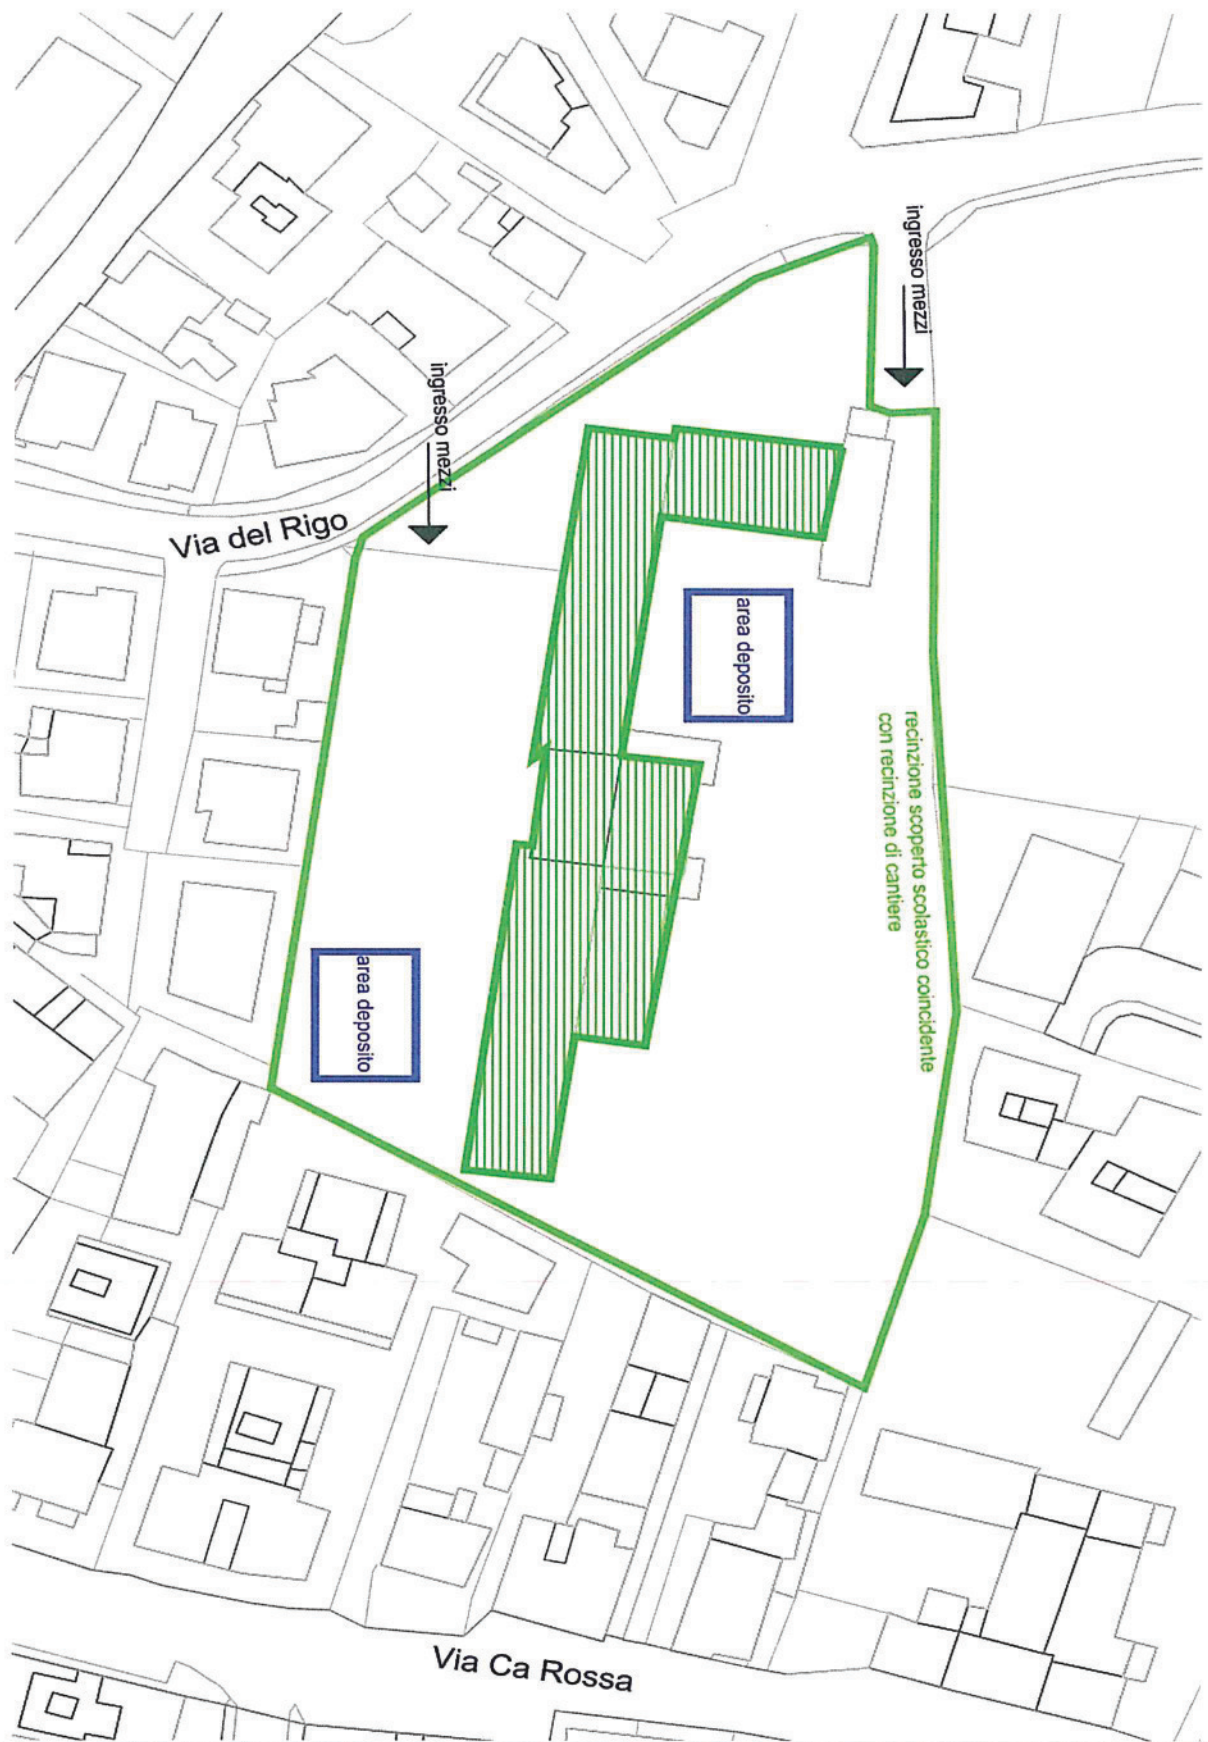 ingresso mezzi
ingresso mezzi
Via del Rigo
area deposito
recinzione scoperto scolastico coincidente
con recinzione di cantiere
area deposito
Via Ca Rossa